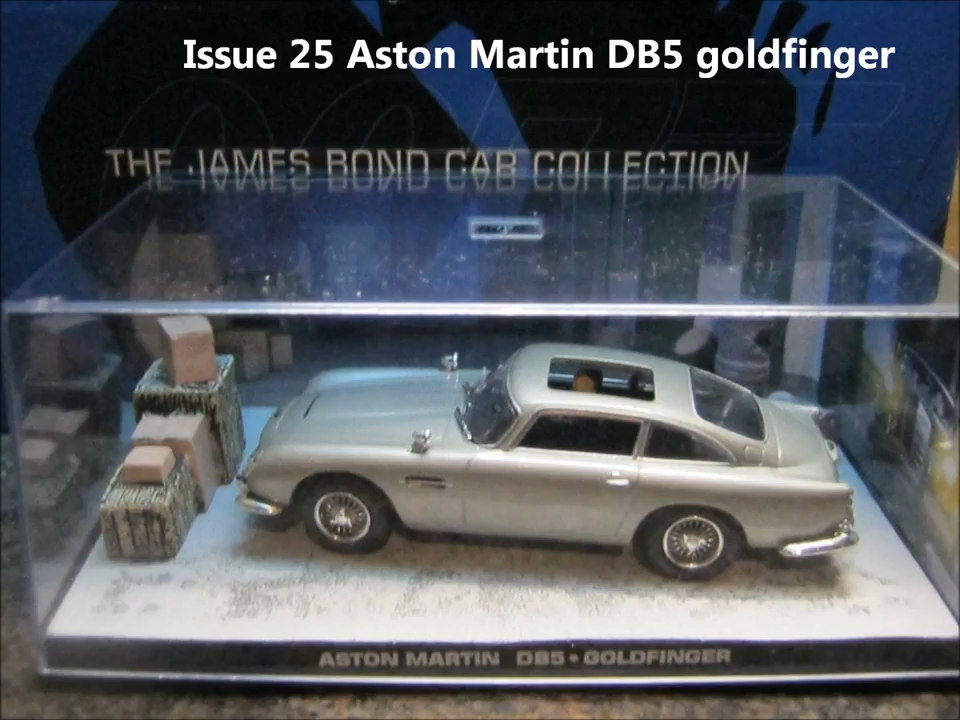 Issue 25 Aston Martin DB5 goldfinger
THE JAMES BOND CAR COLLECTION
ASTON MARTIN DB5 • GOLDFINGER